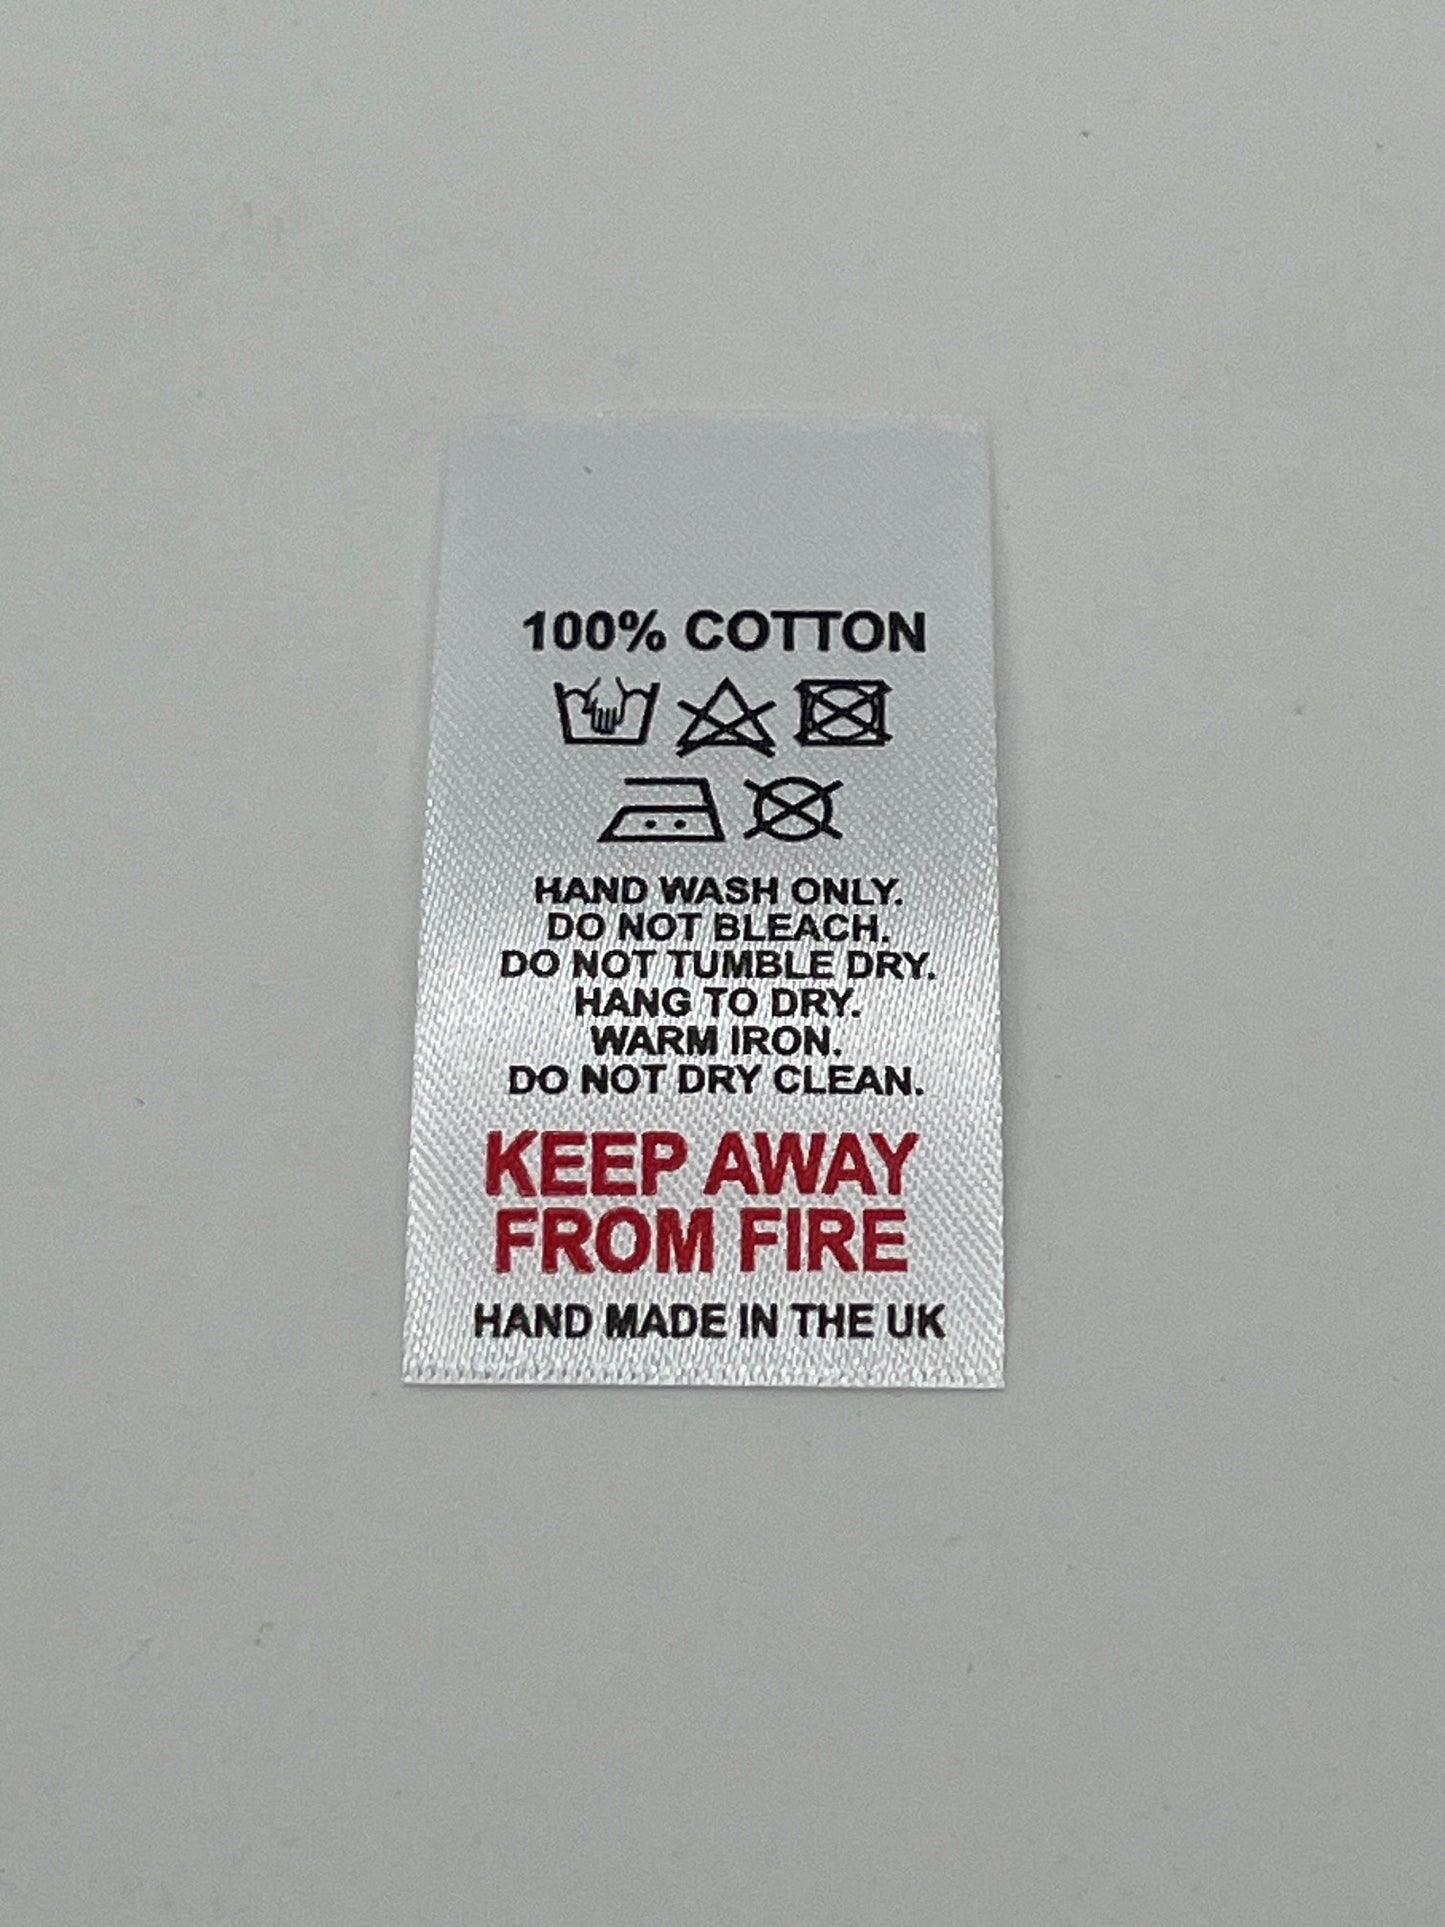 100% COTTON
HAND WASH ONLY.
DO NOT BLEACH.
DO NOT TUMBLE DRY.
HANG TO DRY.
WARM IRON.
DO NOT DRY CLEAN.
KEEP AWAY
FROM FIRE
HAND MADE IN THE UK